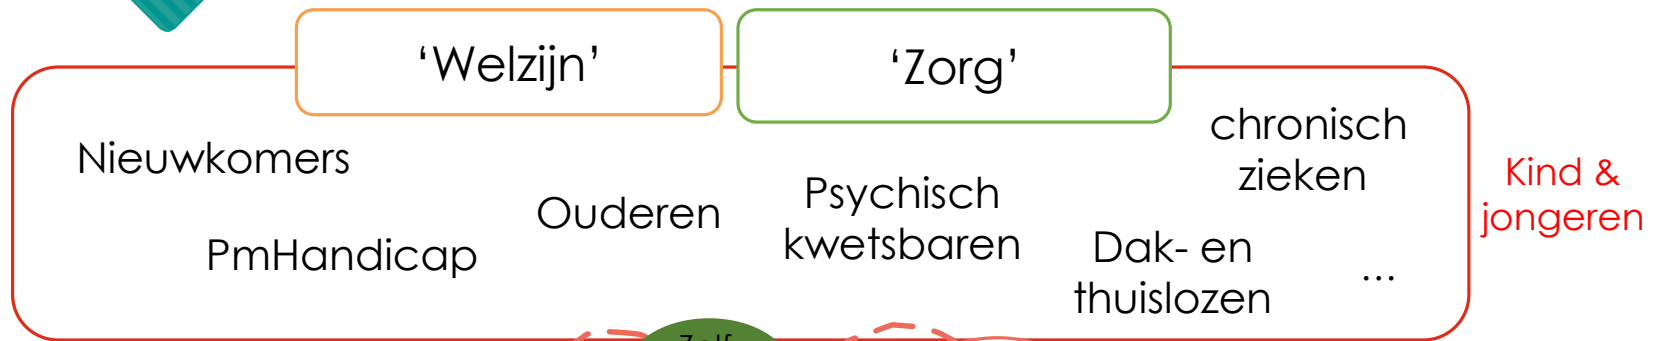 ‘Welzijn’
‘Zorg’
Nieuwkomers
PmHandicap
Ouderen
Psychisch
kwetsbaren
chronisch
zieken
Dak- en
thuislozen
...
Kind &
jongeren